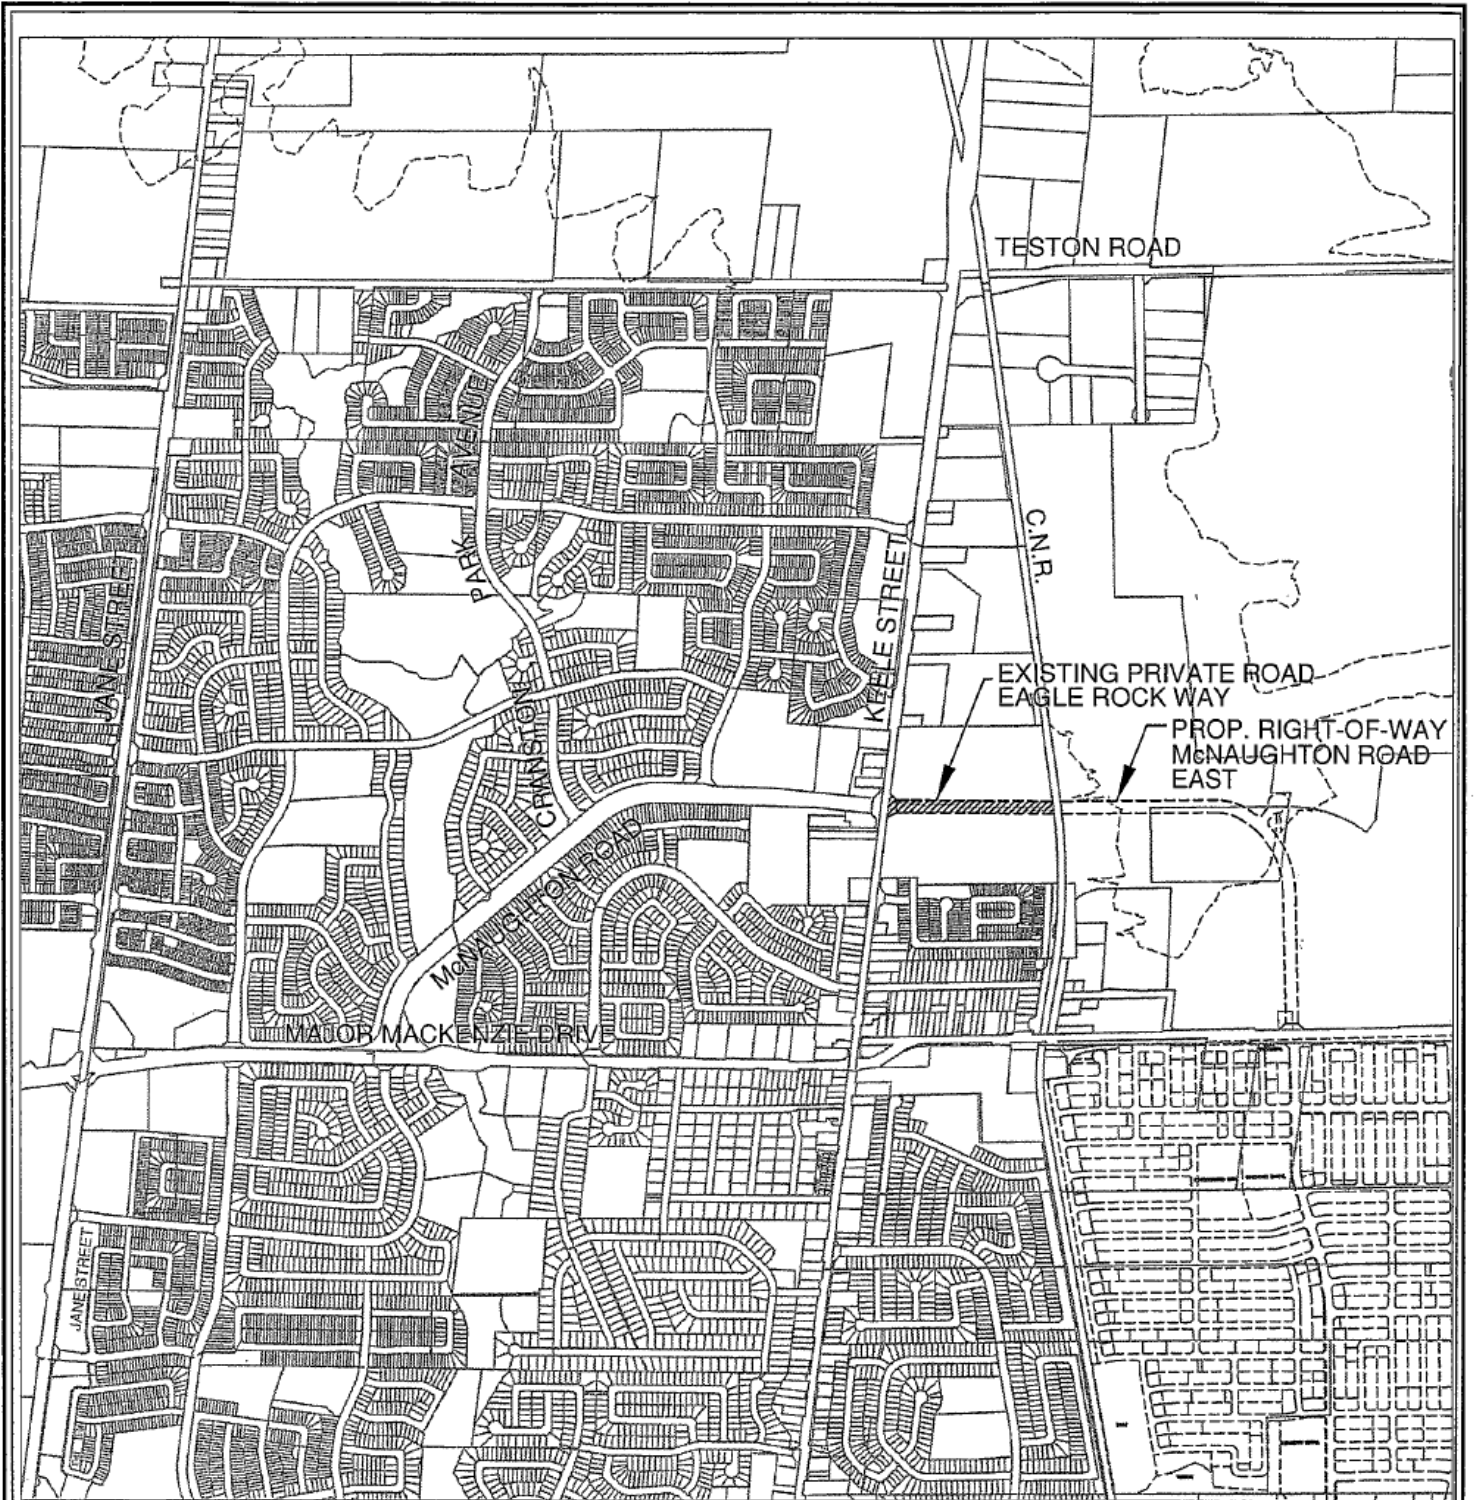 TESTON ROAD
AVENUE
PARK
C.N.R.
JANE STREET
KEELE STREET
EXISTING PRIVATE ROAD
EAGLE ROCK WAY
PROP. RIGHT-OF-WAY
McNAUGHTON ROAD
EAST
CRANSTON
McNAUGHTON ROAD
MAJOR MACKENZIE DRIVE
JANE STREET